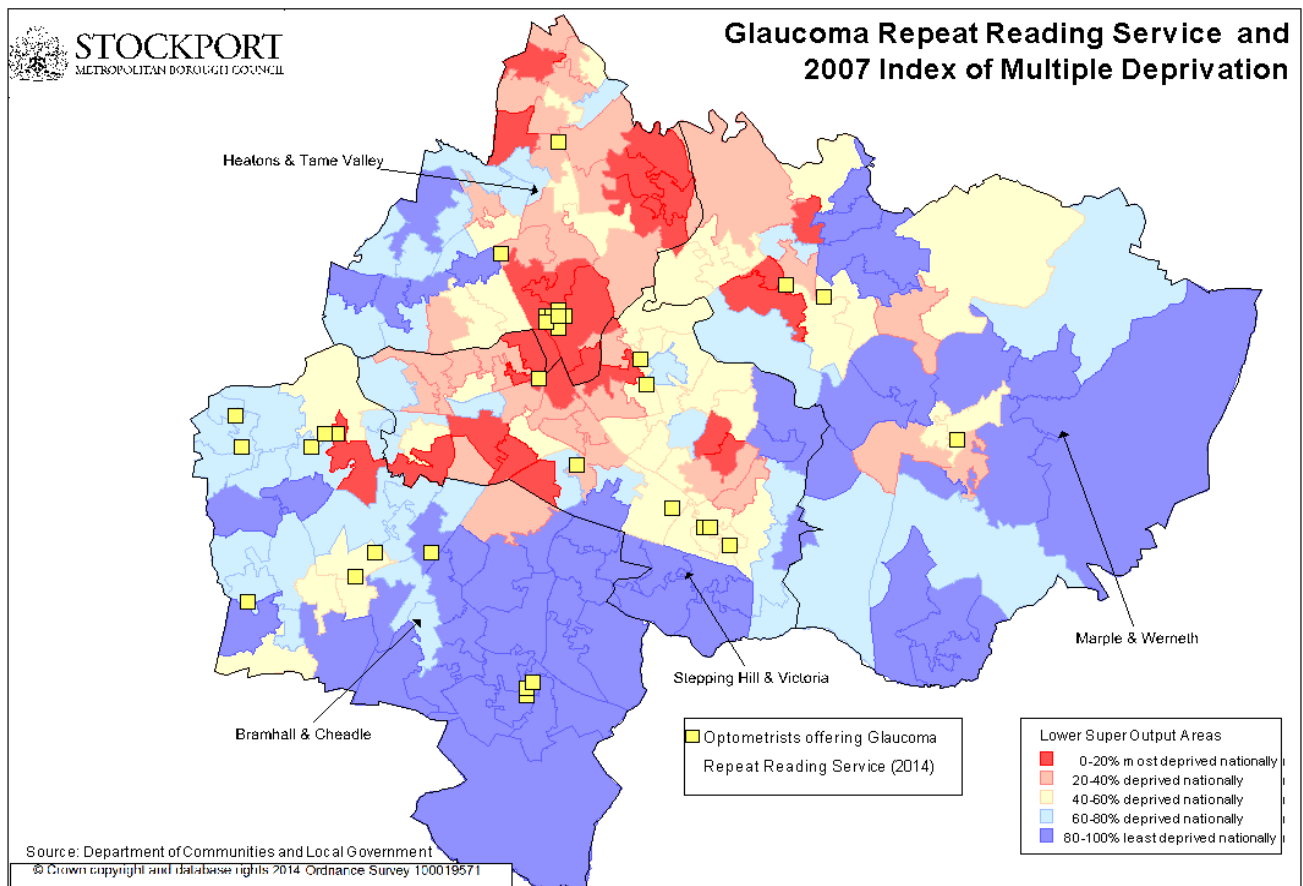 STOCKPORT
METROPOLITAN BOROUGH COUNCIL
Glaucoma Repeat Reading Service and
2007 Index of Multiple Deprivation
Heatons & Tame Valley
Marple & Werneth
Stepping Hill & Victoria
Bramhall & Cheadle
Optometrists offering Glaucoma
Repeat Reading Service (2014)
Lower Super Output Areas
0-20% most deprived nationally
20-40% deprived nationally
40-60% deprived nationally
60-80% deprived nationally
80-100% least deprived nationally
Source: Department of Communities and Local Government
© Crown copyright and database rights 2014 Ordnance Survey 100019571